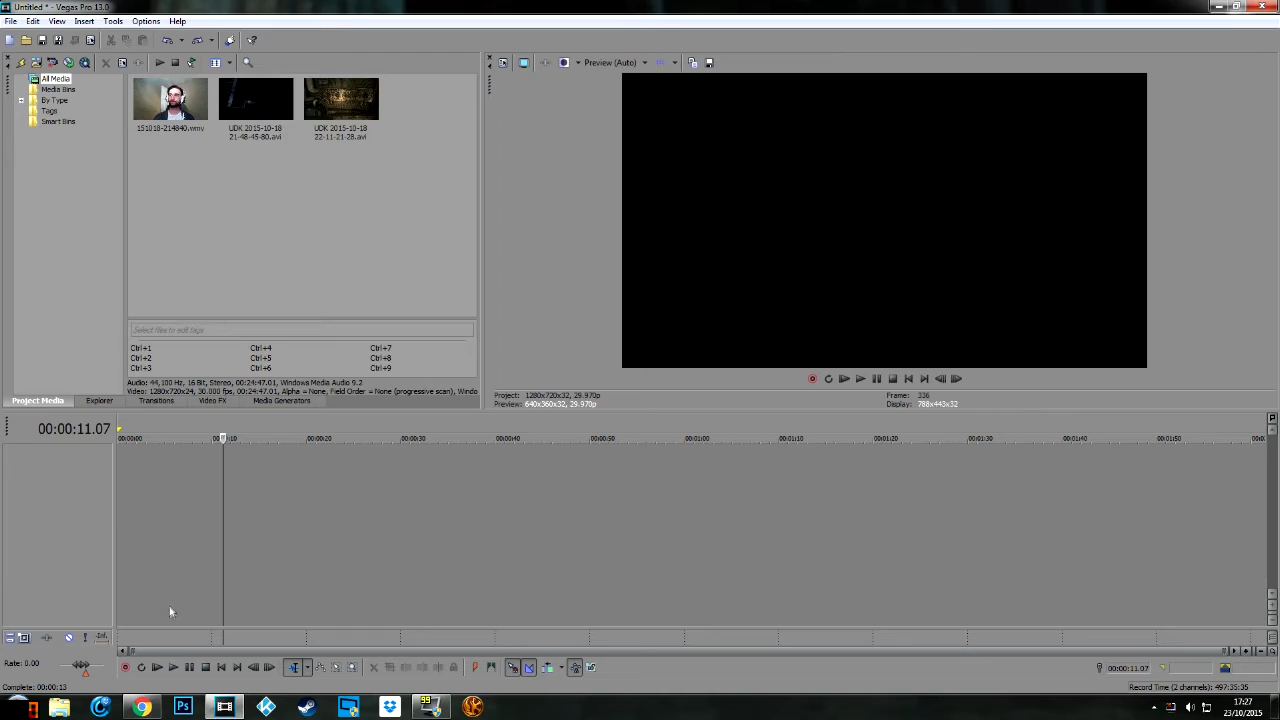 Untitled * - Vegas Pro 13.0
File Edit View Insert Tools Options Help
Preview (Auto)
All Media
Media Bins
By Type
Tags
Smart Bins
151018-214840.wmv
UDK 2015-10-18 21-48-45-80.avi
UDK 2015-10-18 22-11-21-28.avi
Select files to edit tags
Ctrl+1 Ctrl+4 Ctrl+7
Ctrl+2 Ctrl+5 Ctrl+8
Ctrl+3 Ctrl+6 Ctrl+9
Audio: 44,100 Hz, 16 Bit, Stereo, 00:24:47.01, Windows Media Audio 9.2
Video: 1280x720x24, 30.000 fps, 00:24:47.01, Alpha = None, Field Order = None (progressive scan), Windo
Project Media Explorer Transitions Video FX Media Generators
Project: 1280x720x32, 29.970p Frame: 336
Preview: 640x360x32, 29.970p Display: 788x443x32
00:00:11.07
00:00:00 :10 00:00:20 00:00:30 00:00:40 00:00:50 00:01:00 00:01:10 00:01:20 00:01:30 00:01:40 00:01:50
Rate: 0.00
00:00:11.07
Complete: 00:00:13
Record Time (2 channels): 497:35:35
99
17:27
23/10/2015